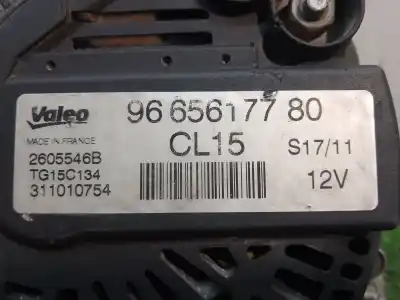 Valeo 96 656177 80
MADE IN FRANCE CL15 S17/11
2605546B
TG15C134 12V
311010754